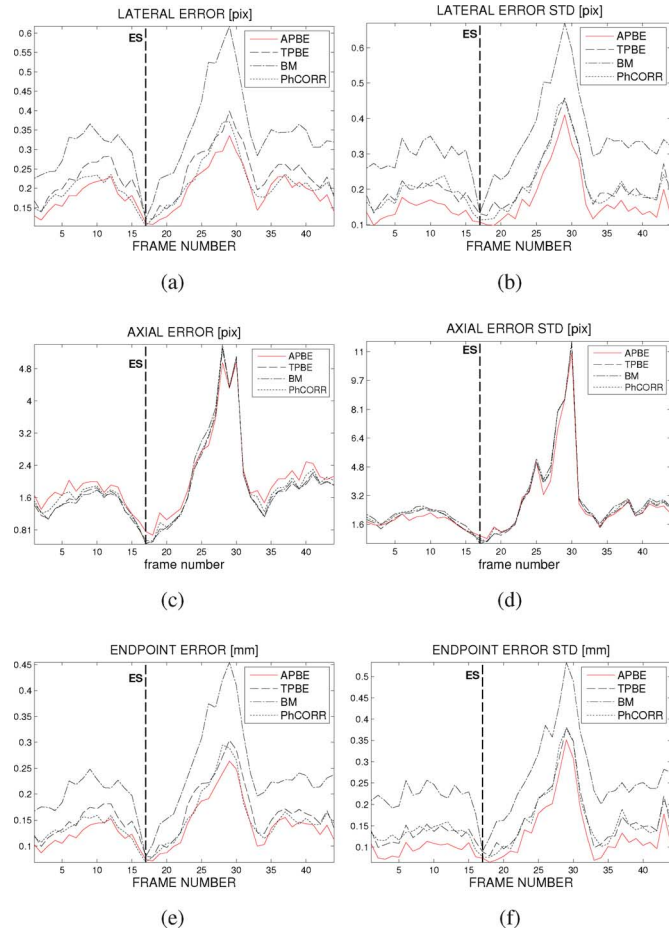 LATERAL ERROR [pix]
0.6
0.55
0.5
0.45
0.4
0.35
0.3
0.25
0.2
0.15
ES
APBE
TPBE
BM
PhCORR
5 10 15 20 25 30 35 40
FRAME NUMBER
(a)
LATERAL ERROR STD [pix]
0.6
0.5
0.4
0.3
0.2
0.1
ES
APBE
TPBE
BM
PhCORR
5 10 15 20 25 30 35 40
FRAME NUMBER
(b)
AXIAL ERROR [pix]
4.8
4
3.2
2.4
1.6
0.81
ES
APBE
TPBE
BM
PhCORR
5 10 15 20 25 30 35 40
frame number
(c)
AXIAL ERROR STD [pix]
11
9.7
8.1
6.4
4.8
3.2
1.6
ES
APBE
TPBE
BM
PhCORR
5 10 15 20 25 30 35 40
frame number
(d)
ENDPOINT ERROR [mm]
0.45
0.4
0.35
0.3
0.25
0.2
0.15
0.1
ES
APBE
TPBE
BM
PhCORR
5 10 15 20 25 30 35 40
FRAME NUMBER
(e)
ENDPOINT ERROR STD [mm]
0.5
0.45
0.4
0.35
0.3
0.25
0.2
0.15
0.1
ES
APBE
TPBE
BM
PhCORR
5 10 15 20 25 30 35 40
FRAME NUMBER
(f)